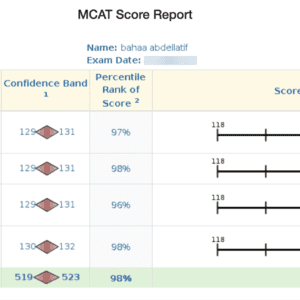 MCAT Score Report
Name: bahaa abdellatif
Exam Date:
Confidence Band 1
Percentile Rank of Score 2
Score
129 131
97%
118
129 131
98%
118
129 131
96%
118
130 132
98%
118
519 523
98%